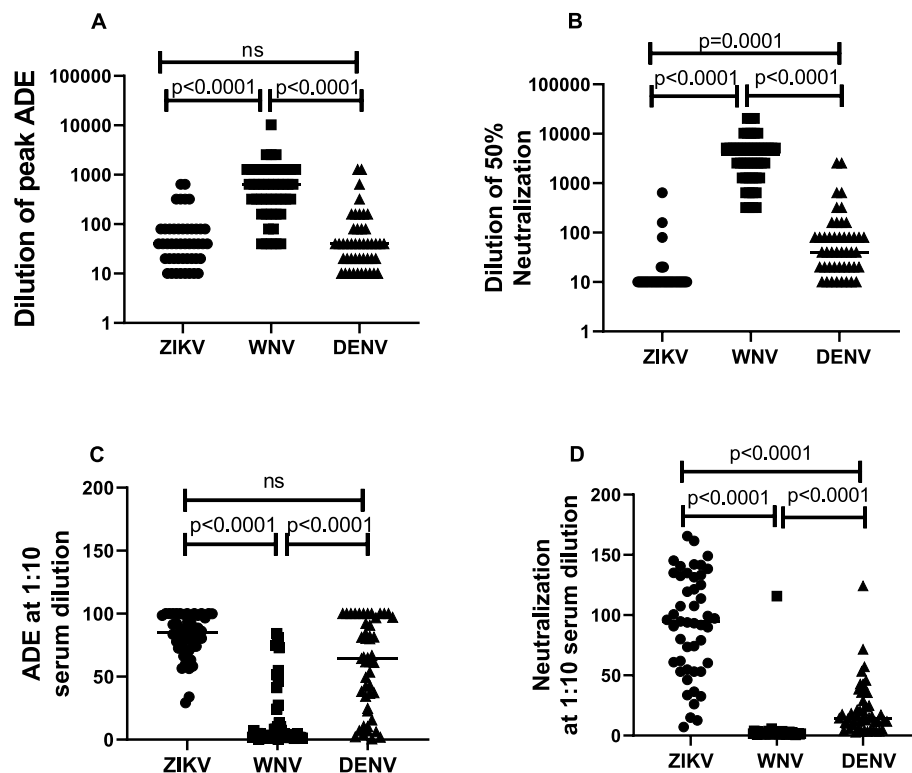 A
ns
p<0.0001 p<0.0001
100000
10000
1000
100
10
1
Dilution of peak ADE
ZIKV WNV DENV
B
p=0.0001
p<0.0001 p<0.0001
100000
10000
1000
100
10
1
Dilution of 50%
Neutralization
ZIKV WNV DENV
C
ns
p<0.0001 p<0.0001
200
150
100
50
0
ADE at 1:10
serum dilution
ZIKV WNV DENV
D
p<0.0001
p<0.0001 p<0.0001
200
150
100
50
0
Neutralization
at 1:10 serum dilution
ZIKV WNV DENV